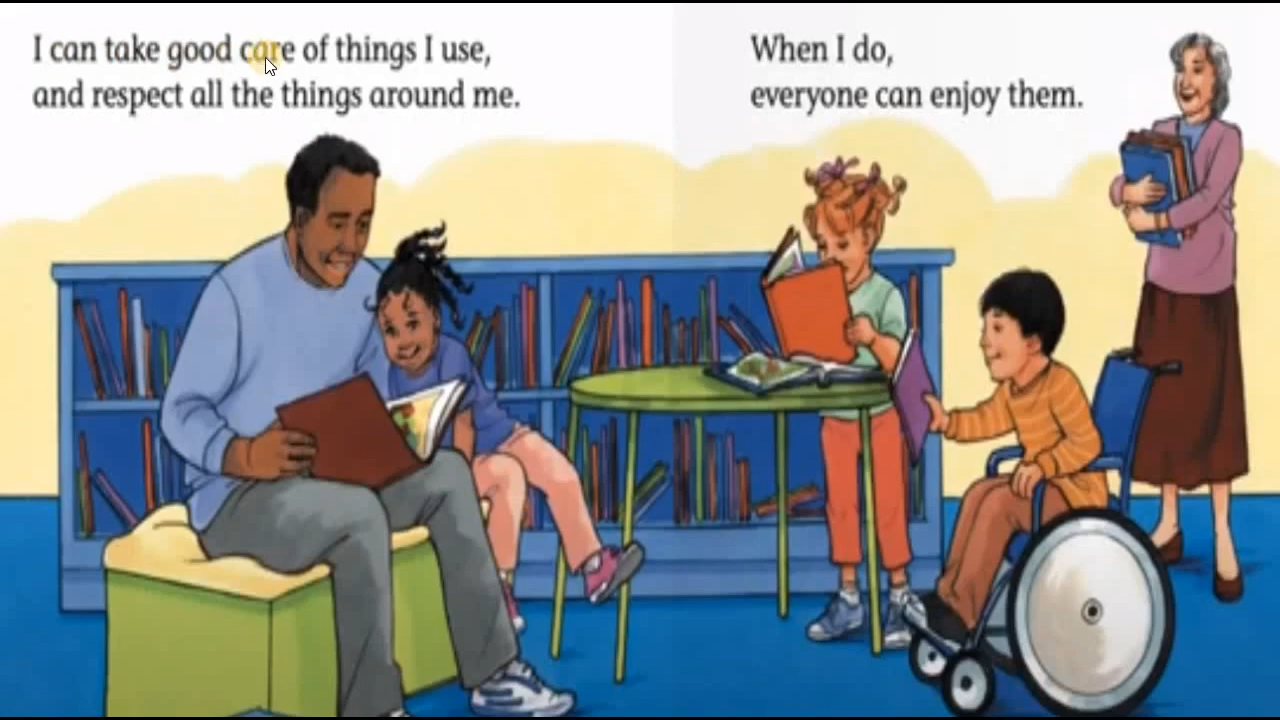 I can take good care of things I use,
and respect all the things around me.
When I do,
everyone can enjoy them.